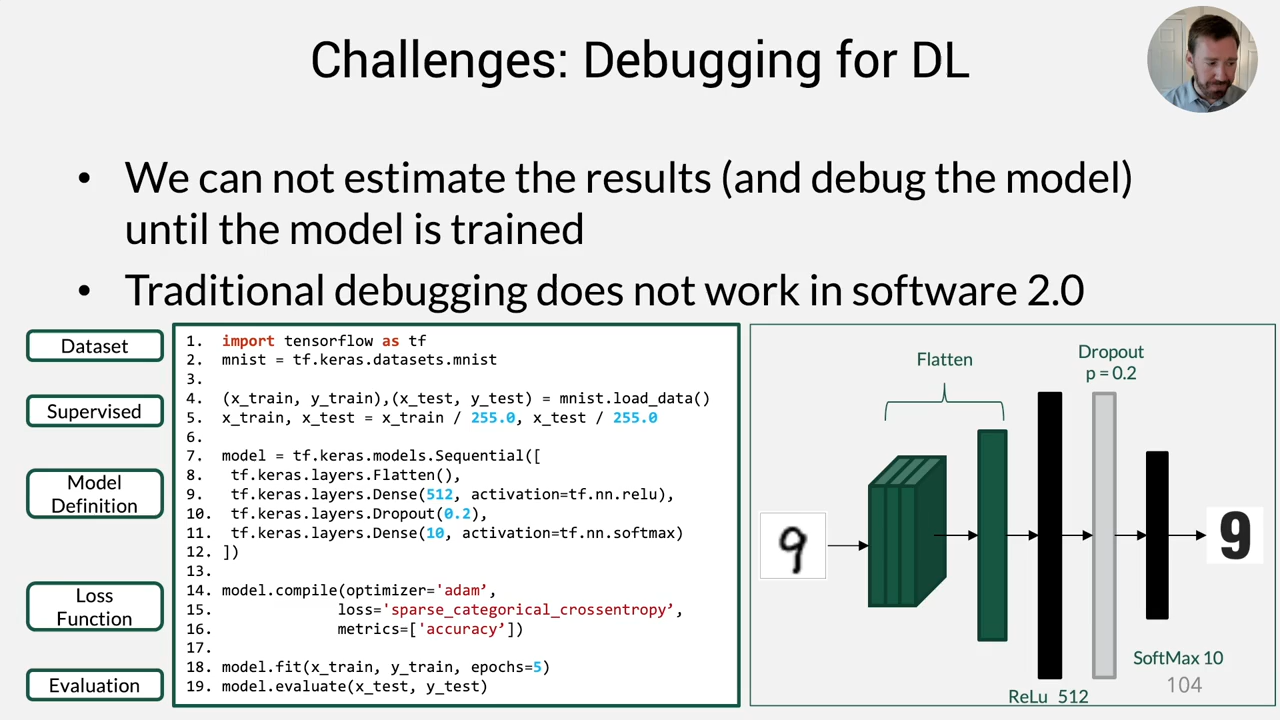 Challenges: Debugging for DL
• We can not estimate the results (and debug the model)
until the model is trained
• Traditional debugging does not work in software 2.0
Dataset
Supervised
Model
Definition
Loss
Function
Evaluation
1. import tensorflow as tf
2. mnist = tf.keras.datasets.mnist
3.
4. (x_train, y_train),(x_test, y_test) = mnist.load_data()
5. x_train, x_test = x_train / 255.0, x_test / 255.0
6.
7. model = tf.keras.models.Sequential([
8. tf.keras.layers.Flatten(),
9. tf.keras.layers.Dense(512, activation=tf.nn.relu),
10. tf.keras.layers.Dropout(0.2),
11. tf.keras.layers.Dense(10, activation=tf.nn.softmax)
12. ])
13.
14. model.compile(optimizer='adam’,
15. loss='sparse_categorical_crossentropy’,
16. metrics=['accuracy’])
17.
18. model.fit(x_train, y_train, epochs=5)
19. model.evaluate(x_test, y_test)
Flatten
Dropout
p = 0.2
9
9
SoftMax 10
ReLu 512
104